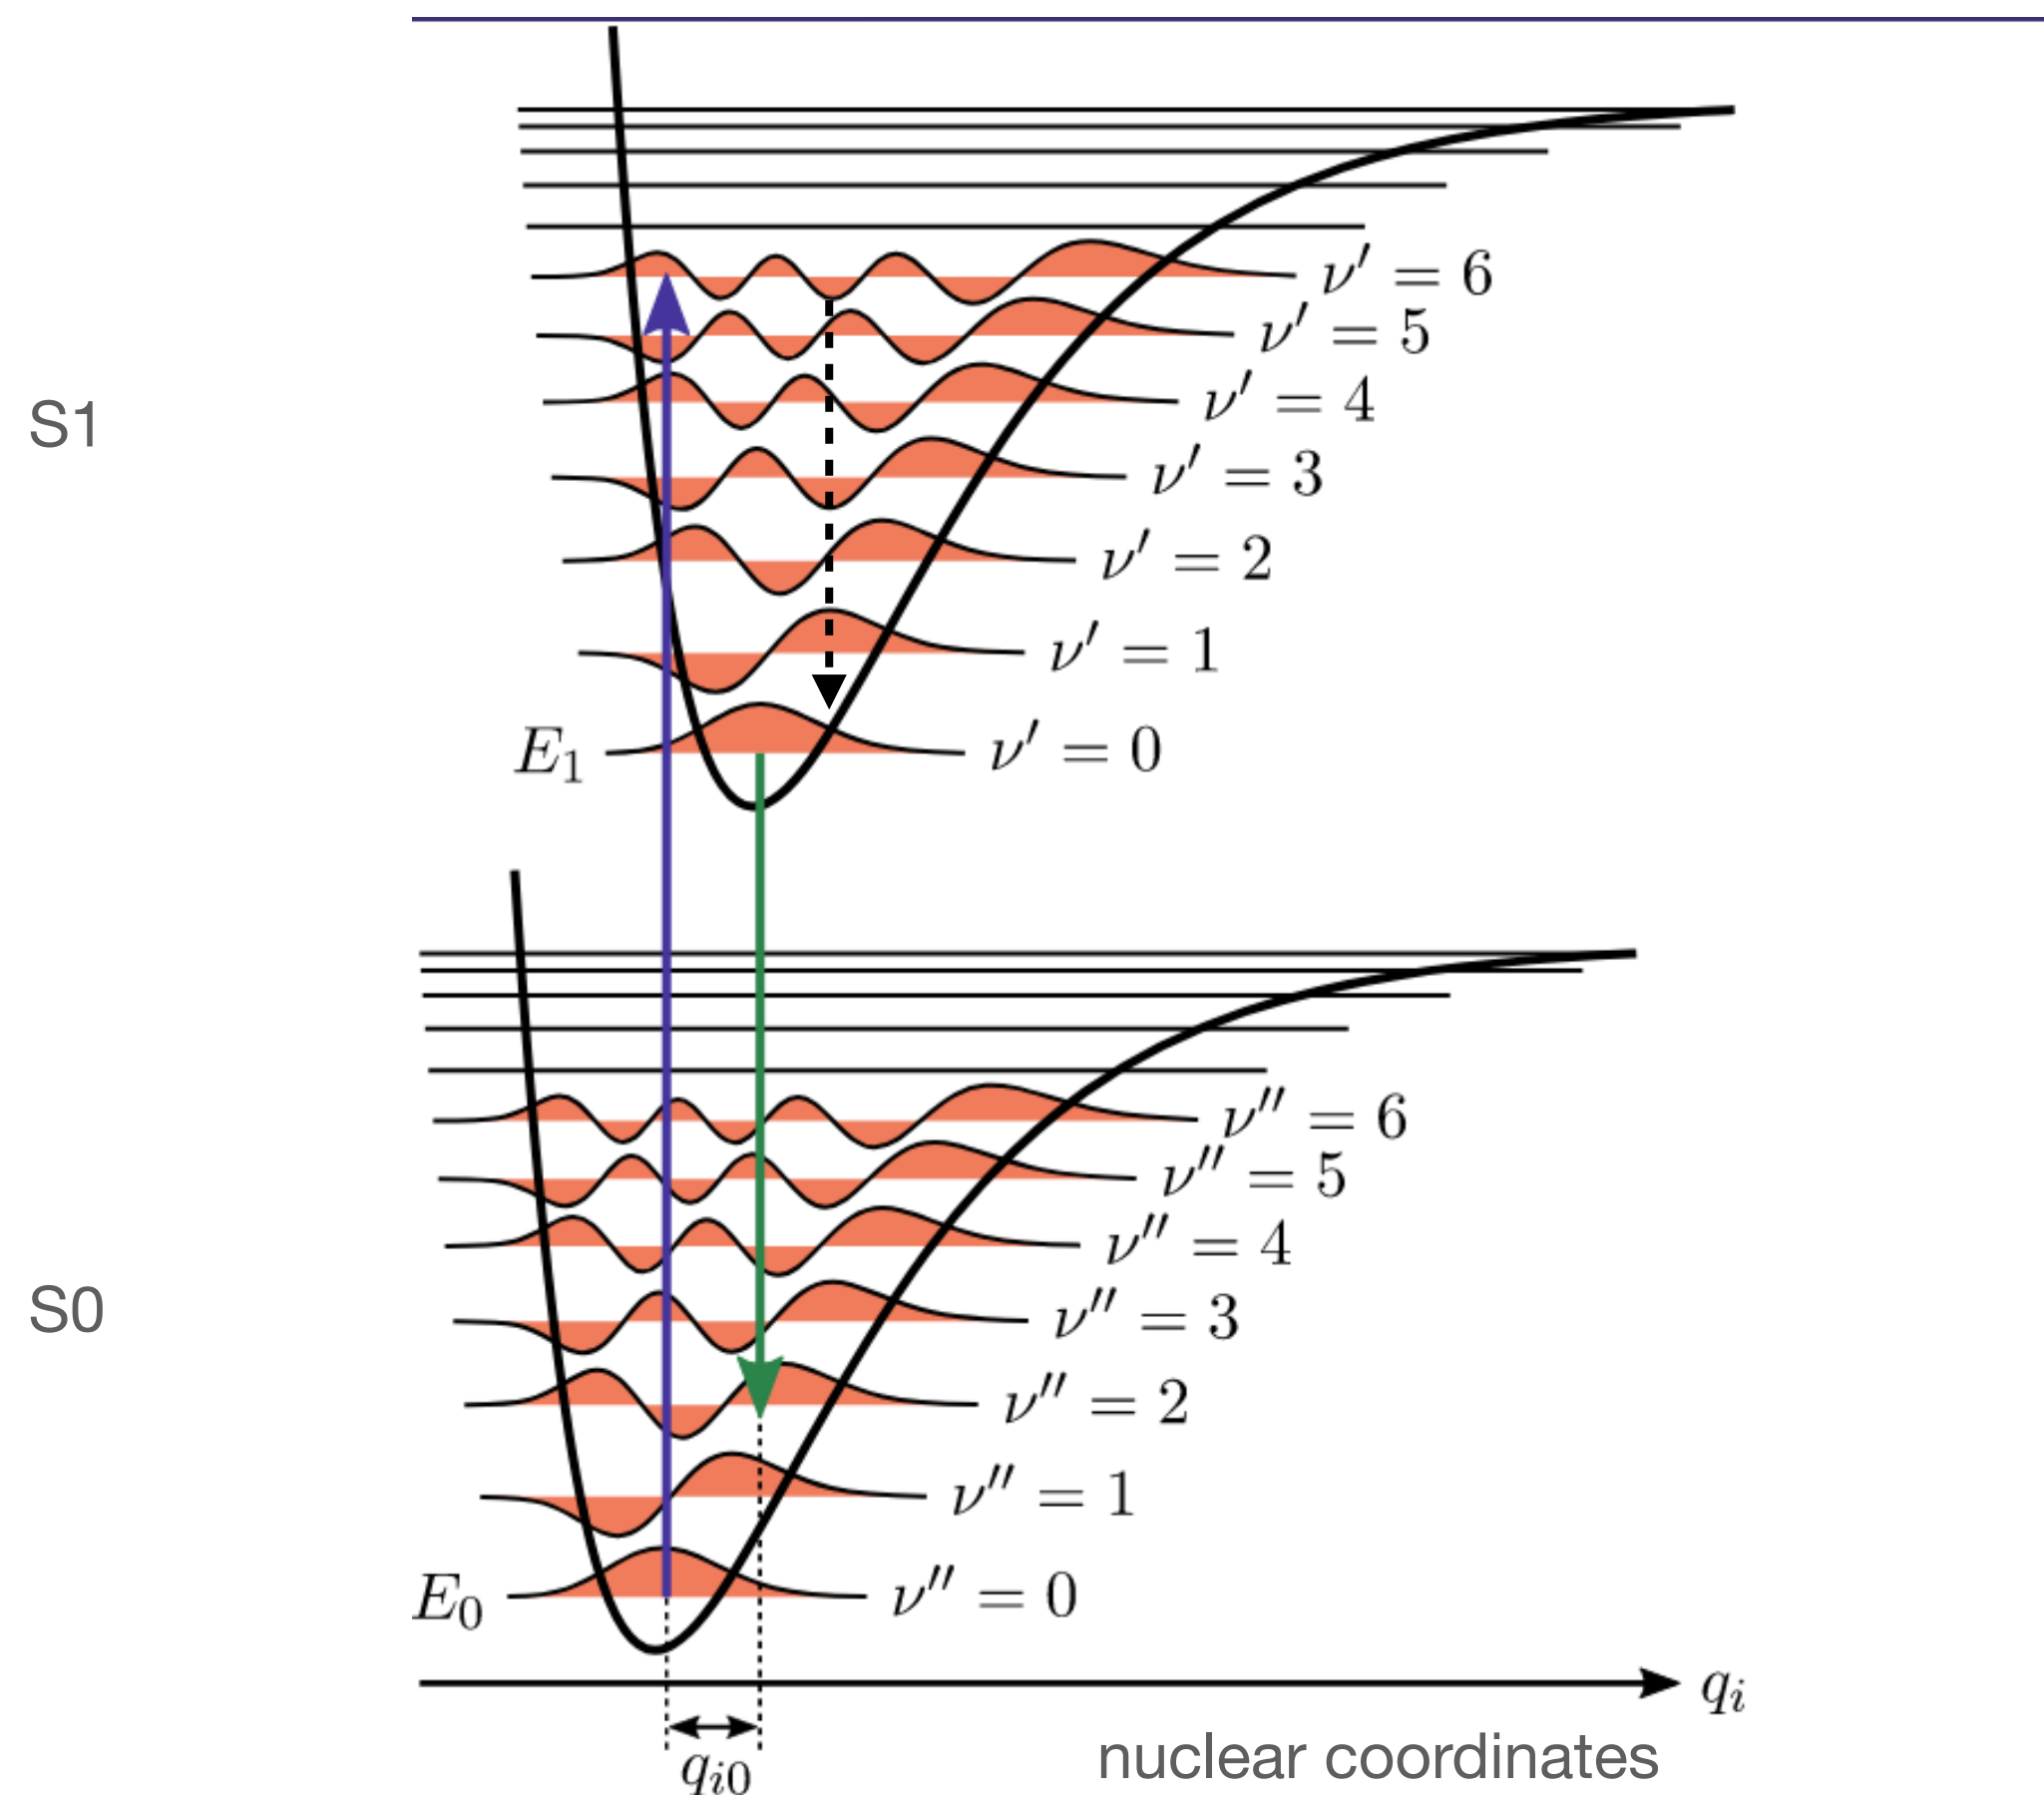 S1
ν′ = 6
ν′ = 5
ν′ = 4
ν′ = 3
ν′ = 2
ν′ = 1
E₁ ν′ = 0
S0
ν″ = 6
ν″ = 5
ν″ = 4
ν″ = 3
ν″ = 2
ν″ = 1
E₀ ν″ = 0
qᵢ
qᵢ₀
nuclear coordinates